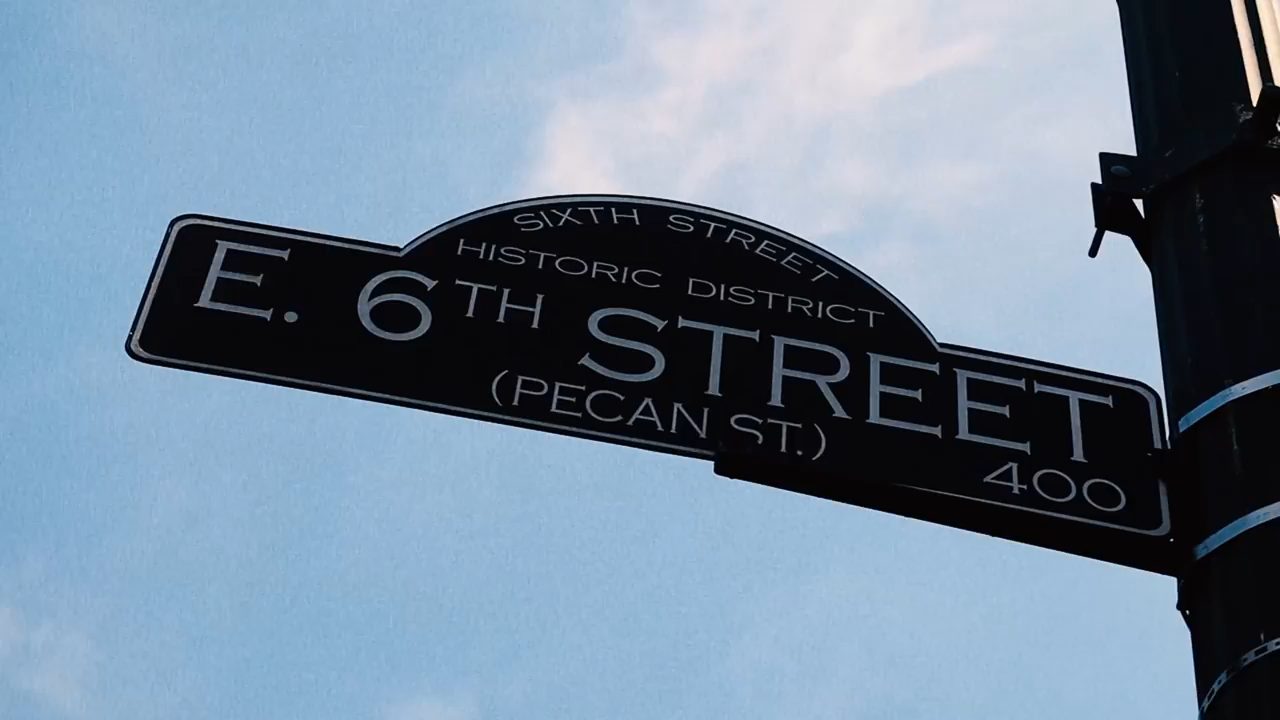 SIXTH STREET
HISTORIC DISTRICT
E. 6TH STREET
(PECAN ST.)
400